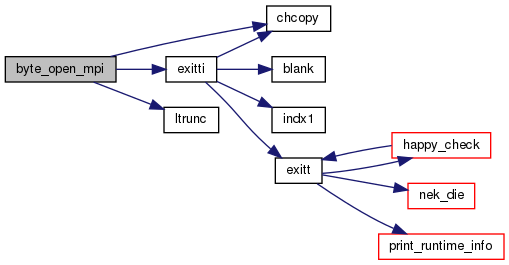 chcopy
byte_open_mpi
exitti
blank
ltrunc
indx1
happy_check
exitt
nek_die
print_runtime_info